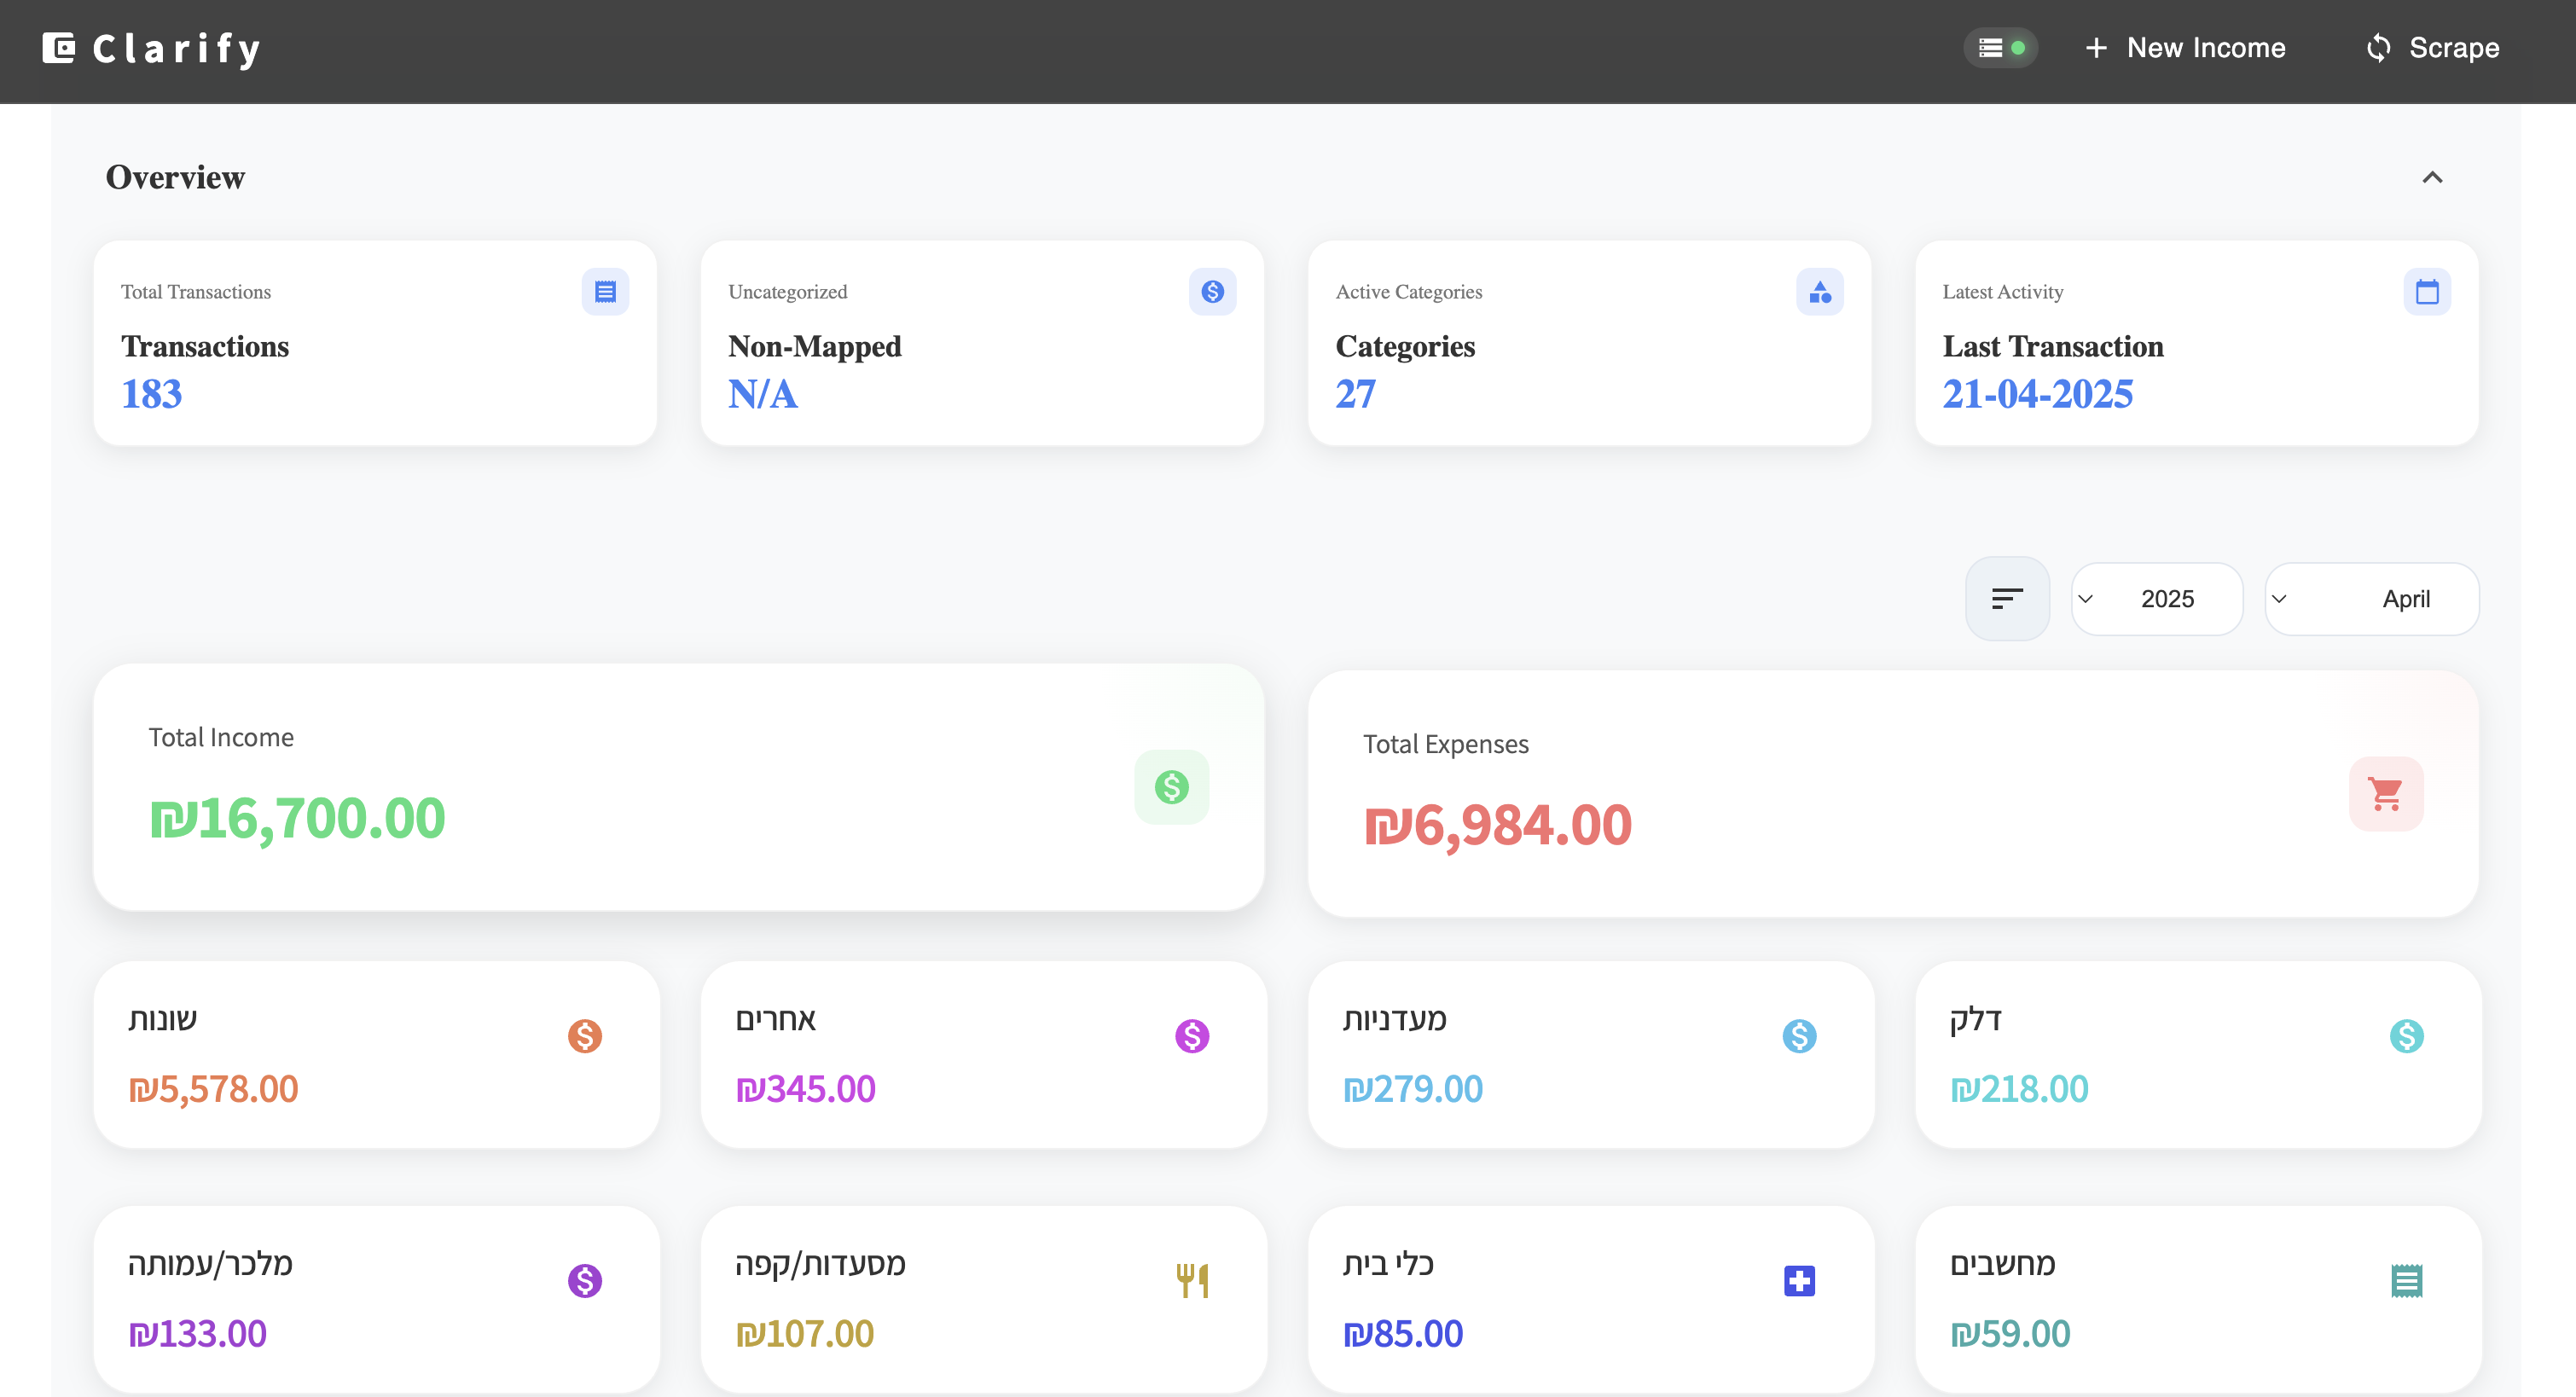 Clarify
New Income
Scrape
Overview
Total Transactions
Transactions
183
Uncategorized
Non-Mapped
N/A
Active Categories
Categories
27
Latest Activity
Last Transaction
21-04-2025
2025
April
Total Income
₪16,700.00
Total Expenses
₪6,984.00
שונות
₪5,578.00
אחרים
₪345.00
מעדניות
₪279.00
דלק
₪218.00
מלכר/עמותה
₪133.00
מסעדות/קפה
₪107.00
כלי בית
₪85.00
מחשבים
₪59.00